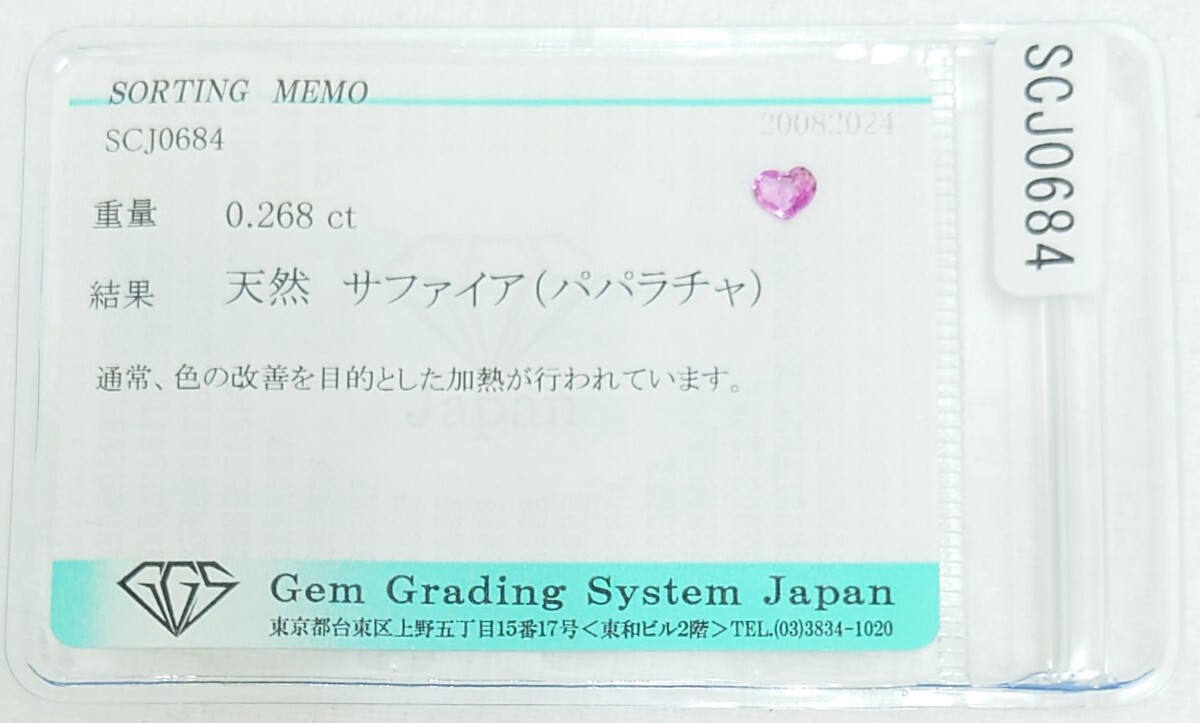 SORTING MEMO
SCJ0684
20082024
重量 0.268 ct
結果 天然 サファイア(パパラチャ)
通常、色の改善を目的とした加熱が行われています。
Japan
GGS
Gem Grading System Japan
東京都台東区上野五丁目15番17号<東和ビル2階>TEL.(03)3834-1020
SCJ0684